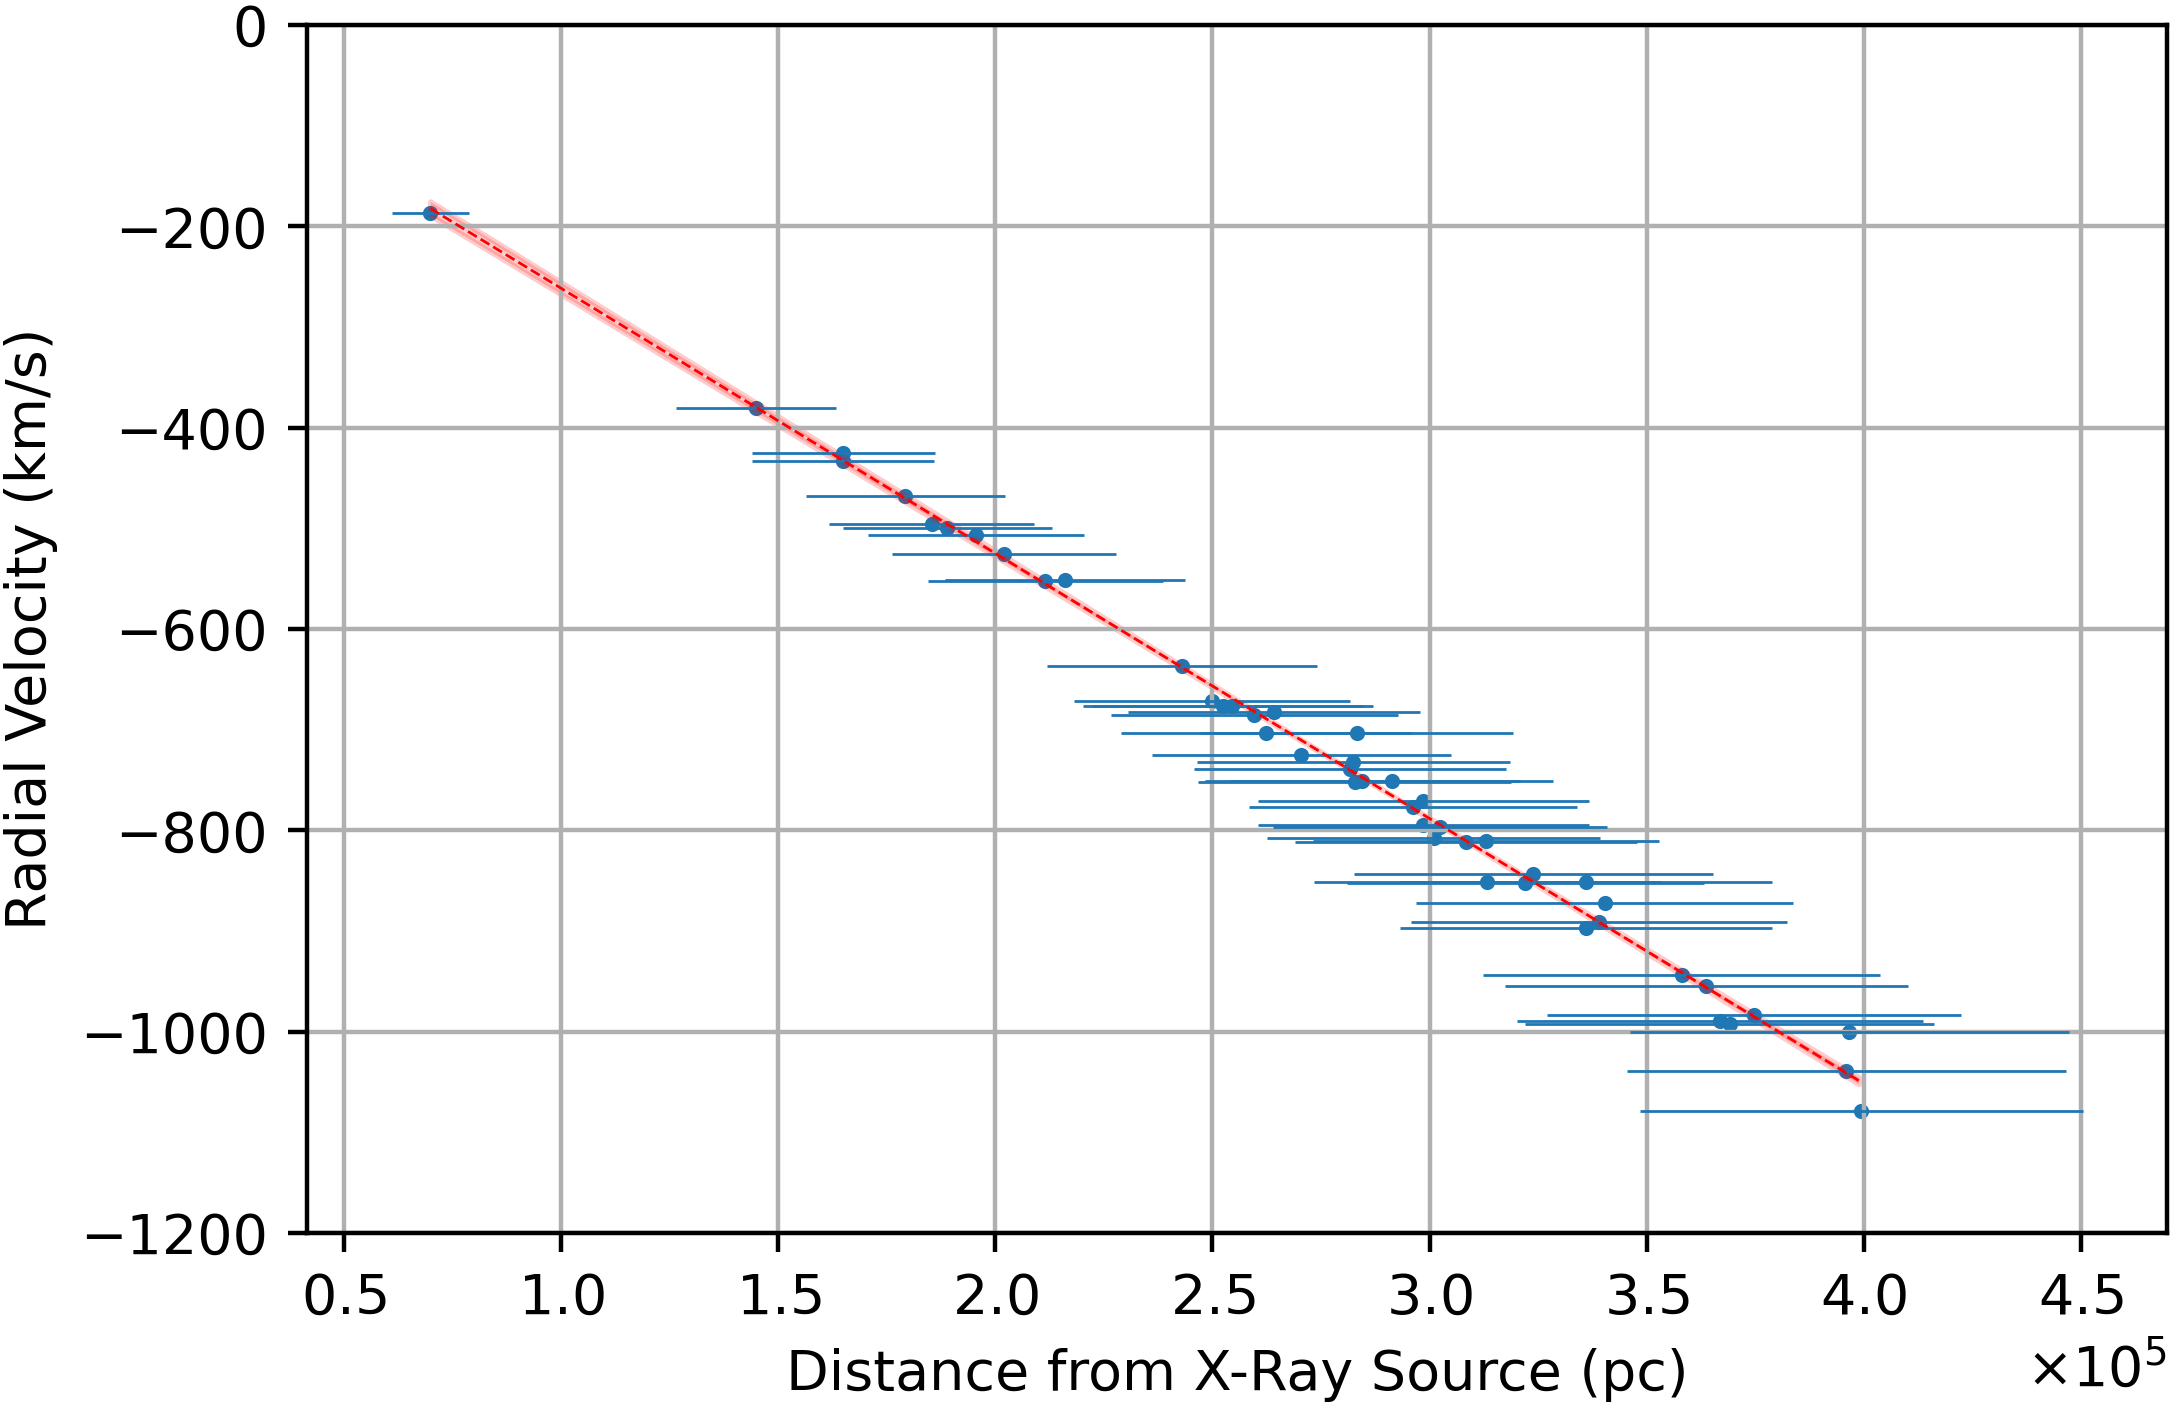 0
−200
−400
−600
−800
−1000
−1200
Radial Velocity (km/s)
0.5 1.0 1.5 2.0 2.5 3.0 3.5 4.0 4.5
Distance from X-Ray Source (pc)
×10⁵